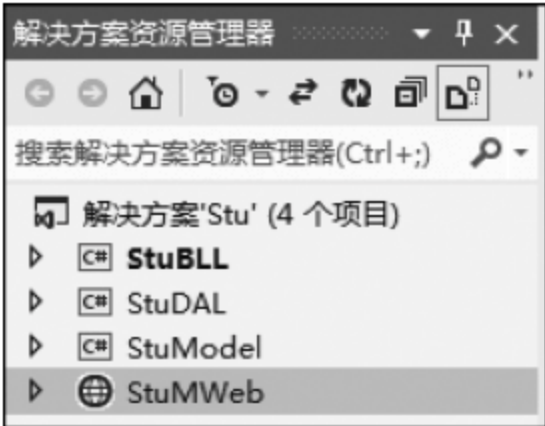 解决方案资源管理器
搜索解决方案资源管理器(Ctrl+;)
解决方案'Stu' (4 个项目)
C# StuBLL
C# StuDAL
C# StuModel
StuMWeb